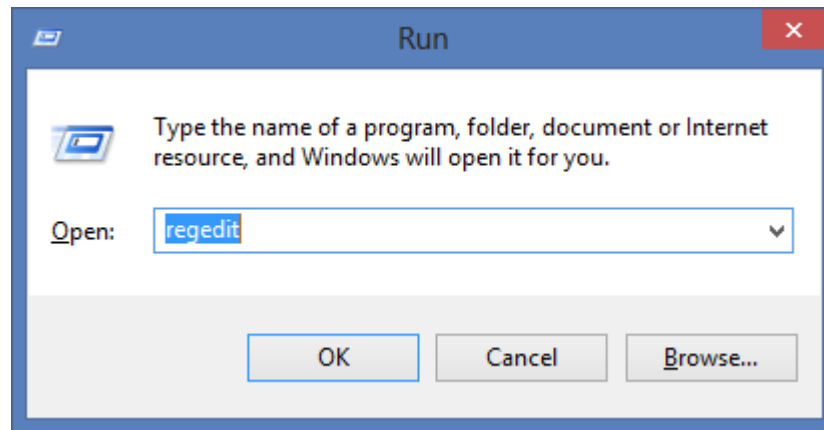 Run
Type the name of a program, folder, document or Internet
resource, and Windows will open it for you.
Open: regedit
OK Cancel Browse...